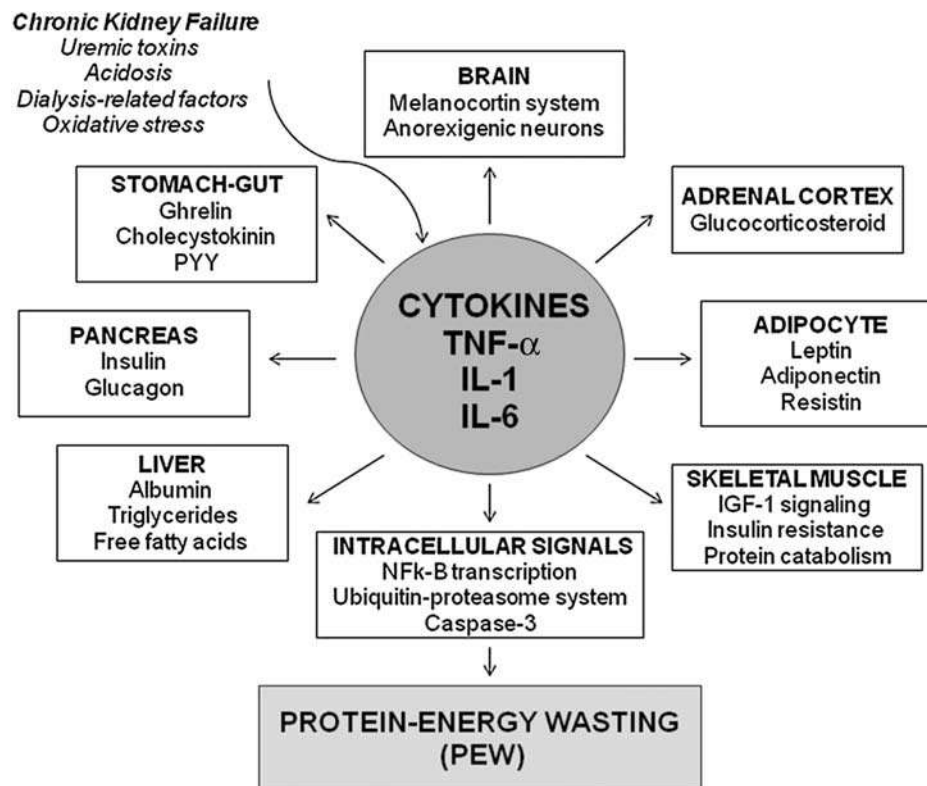 Chronic Kidney Failure
Uremic toxins
Acidosis
Dialysis-related factors
Oxidative stress
BRAIN
Melanocortin system
Anorexigenic neurons
STOMACH-GUT
Ghrelin
Cholecystokinin
PYY
ADRENAL CORTEX
Glucocorticosteroid
CYTOKINES
TNF-α
IL-1
IL-6
PANCREAS
Insulin
Glucagon
ADIPOCYTE
Leptin
Adiponectin
Resistin
LIVER
Albumin
Triglycerides
Free fatty acids
SKELETAL MUSCLE
IGF-1 signaling
Insulin resistance
Protein catabolism
INTRACELLULAR SIGNALS
NFk-B transcription
Ubiquitin-proteasome system
Caspase-3
PROTEIN-ENERGY WASTING
(PEW)